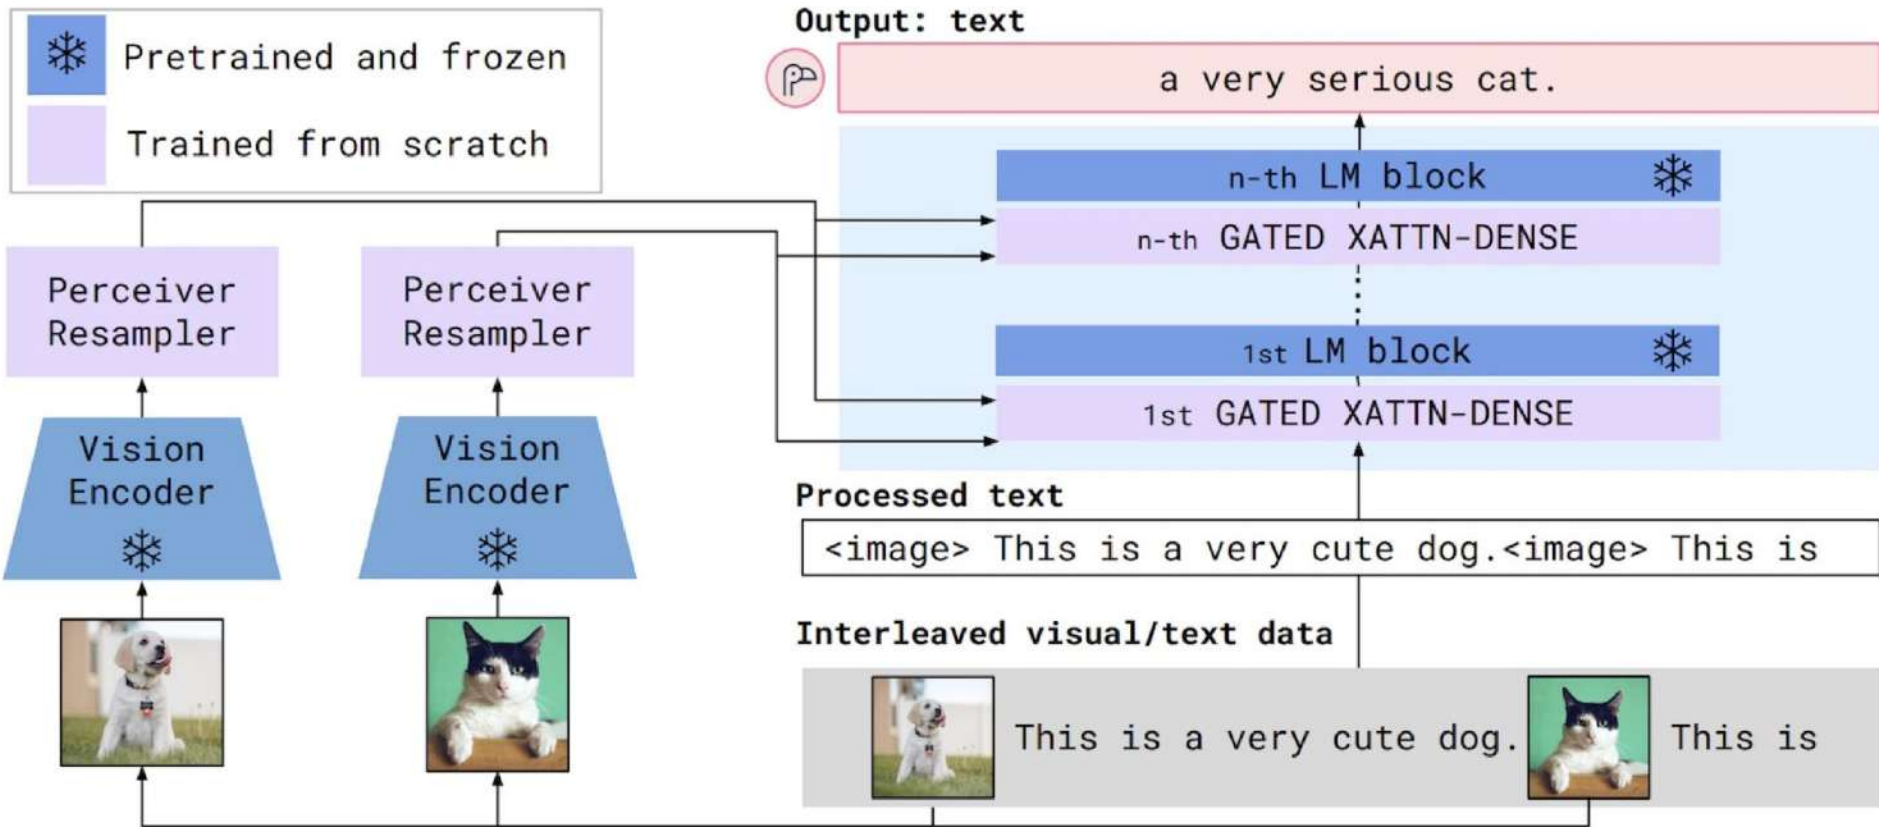 Pretrained and frozen
Trained from scratch
Output: text
a very serious cat.
n-th LM block
n-th GATED XATTN-DENSE
1st LM block
1st GATED XATTN-DENSE
Perceiver
Resampler
Perceiver
Resampler
Vision
Encoder
Vision
Encoder
Processed text
<image> This is a very cute dog.<image> This is
Interleaved visual/text data
This is a very cute dog.
This is